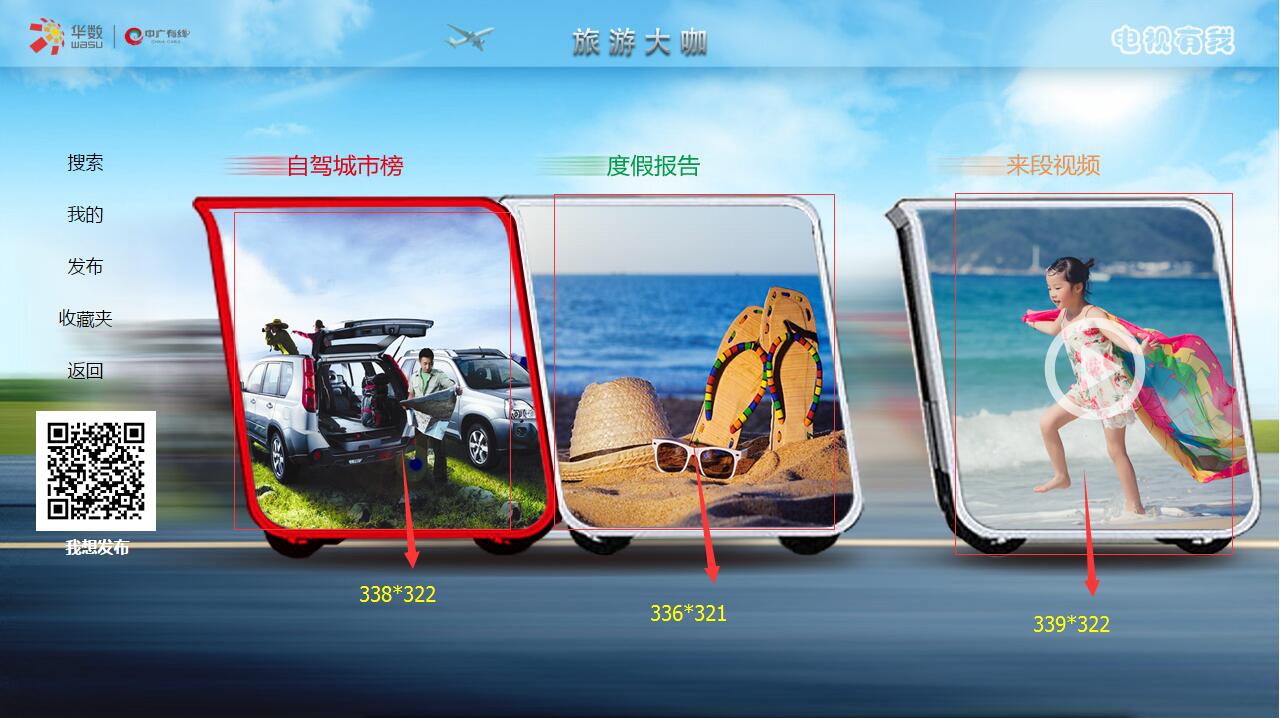 华数
wasu
中广有线
CHINA CABLE
旅游大咖
电视有我
搜索
我的
发布
收藏夹
返回
我想发布
自驾城市榜
度假报告
来段视频
338*322
336*321
339*322